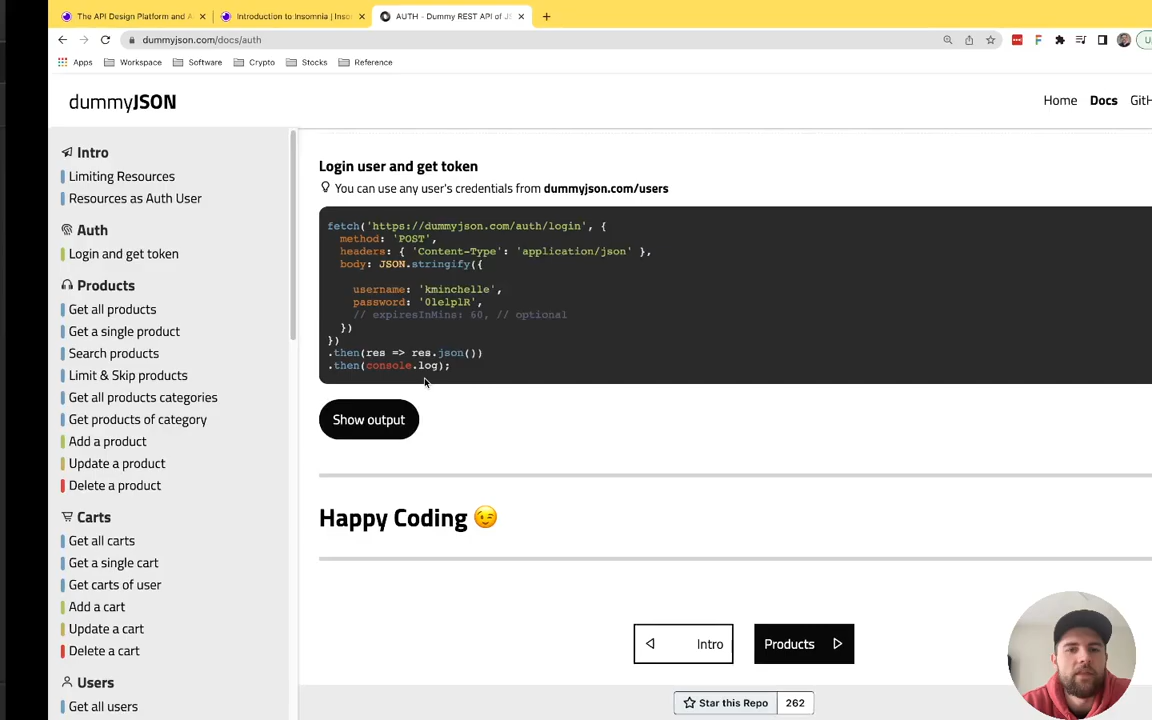 The API Design Platform and A
Introduction to Insomnia | Inso
AUTH - Dummy REST API of JS
dummyjson.com/docs/auth
Apps
Workspace
Software
Crypto
Stocks
Reference
dummyJSON
Home
Docs
GitH
Intro
Limiting Resources
Resources as Auth User
Auth
Login and get token
Products
Get all products
Get a single product
Search products
Limit & Skip products
Get all products categories
Get products of category
Add a product
Update a product
Delete a product
Carts
Get all carts
Get a single cart
Get carts of user
Add a cart
Update a cart
Delete a cart
Users
Get all users
Login user and get token
You can use any user's credentials from dummyjson.com/users
fetch('https://dummyjson.com/auth/login', {
method: 'POST',
headers: { 'Content-Type': 'application/json' },
body: JSON.stringify({
username: 'kminchelle',
password: '0lelplR',
// expiresInMins: 60, // optional
})
})
.then(res => res.json())
.then(console.log);
Show output
Happy Coding 😉
Intro
Products
Star this Repo
262